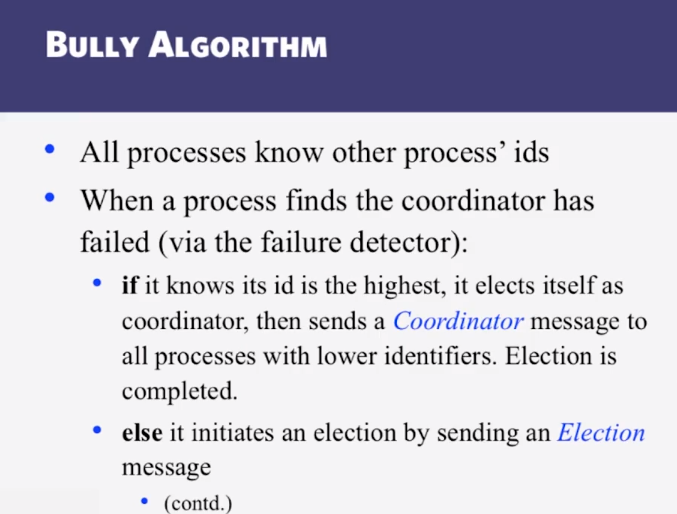 BULLY ALGORITHM
• All processes know other process’ ids
• When a process finds the coordinator has
failed (via the failure detector):
• if it knows its id is the highest, it elects itself as
coordinator, then sends a Coordinator message to
all processes with lower identifiers. Election is
completed.
• else it initiates an election by sending an Election
message
• (contd.)